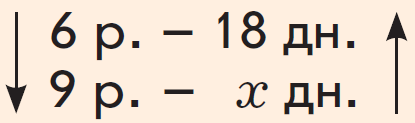 6 р. − 18 дн.
9 р. − x дн.